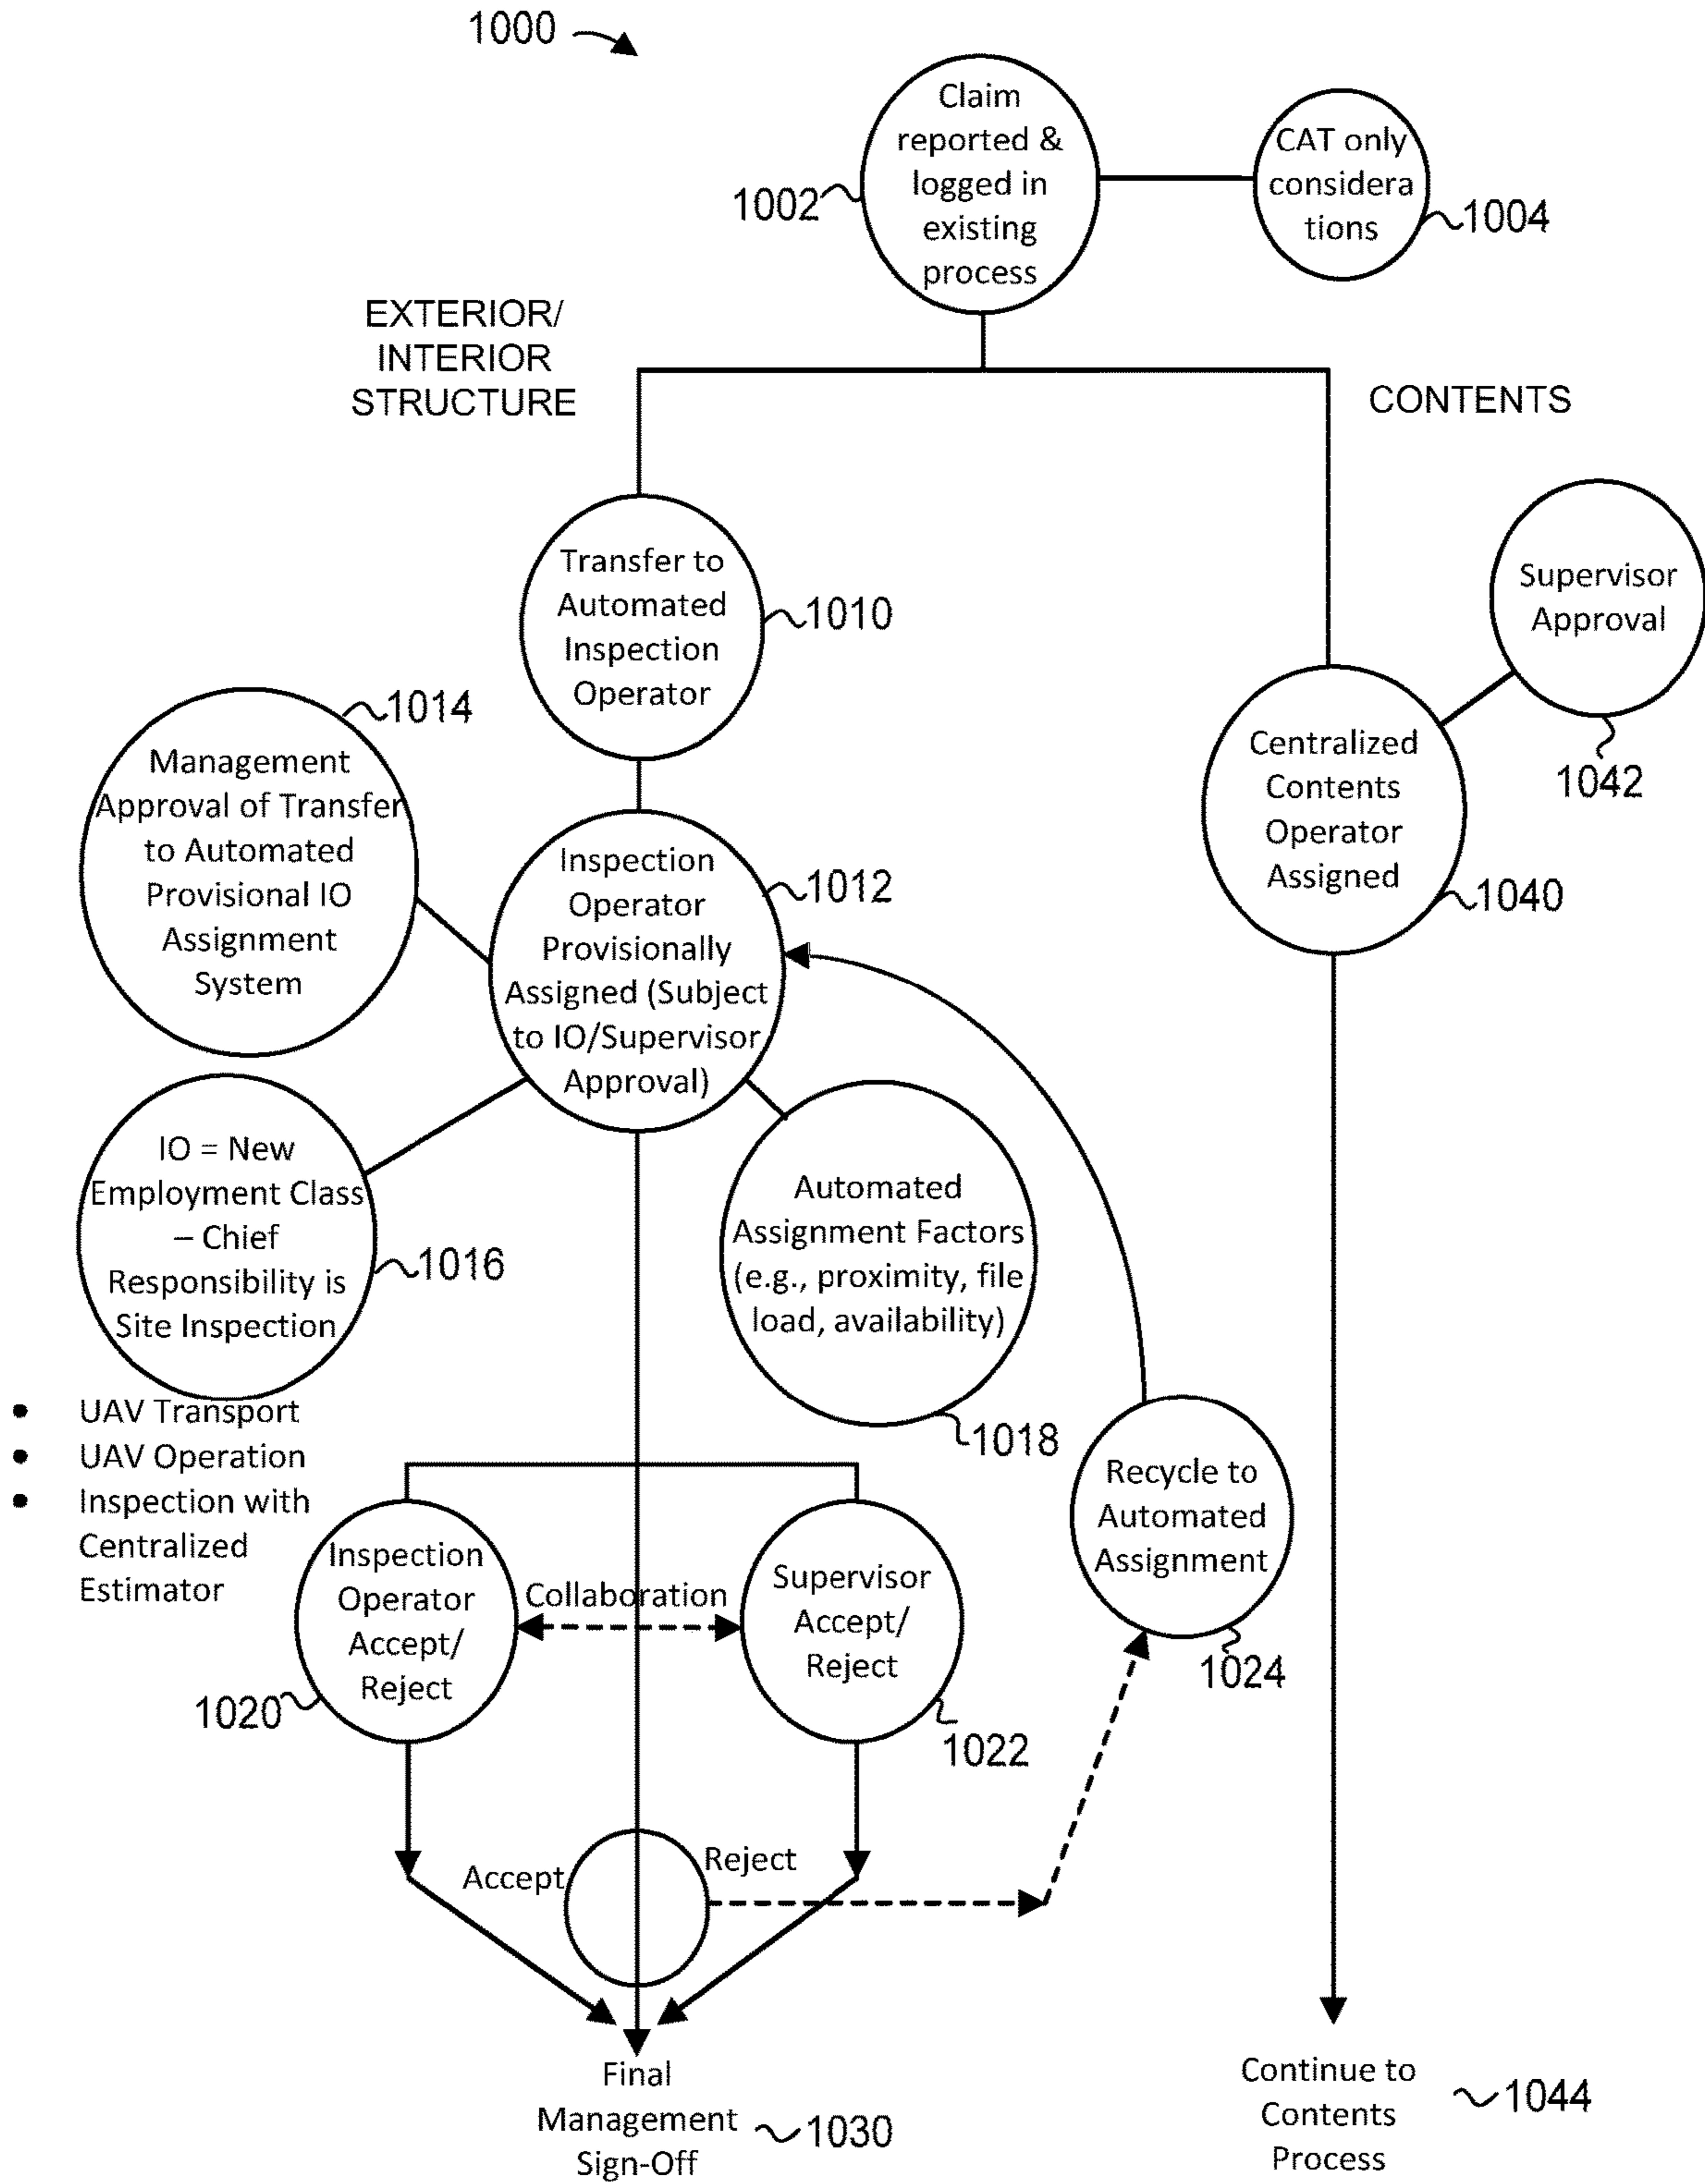 1000
Claim
reported &
logged in
existing
process
1002
CAT only
considera
tions
1004
EXTERIOR/
INTERIOR
STRUCTURE
CONTENTS
Transfer to
Automated
Inspection
Operator
1010
Supervisor
Approval
1042
1014
Management
Approval of Transfer
to Automated
Provisional IO
Assignment
System
Inspection
Operator
Provisionally
Assigned (Subject
to IO/Supervisor
Approval)
1012
Centralized
Contents
Operator
Assigned
1040
IO = New
Employment Class
– Chief
Responsibility is
Site Inspection
1016
Automated
Assignment Factors
(e.g., proximity, file
load, availability)
1018
• UAV Transport
• UAV Operation
• Inspection with
Centralized
Estimator
Inspection
Operator
Accept/
Reject
1020
Collaboration
Supervisor
Accept/
Reject
1022
Recycle to
Automated
Assignment
1024
Accept
Reject
Final
Management
Sign-Off
1030
Continue to
Contents
Process
1044